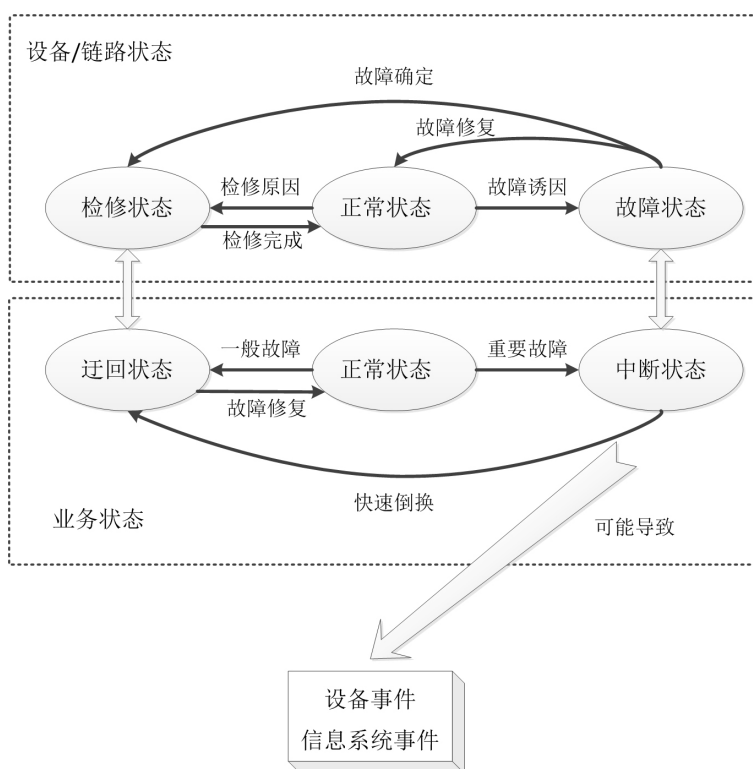 设备/链路状态
故障确定
故障修复
检修原因
故障诱因
检修状态
正常状态
故障状态
检修完成
一般故障
重要故障
迂回状态
正常状态
中断状态
故障修复
快速倒换
业务状态
可能导致
设备事件
信息系统事件